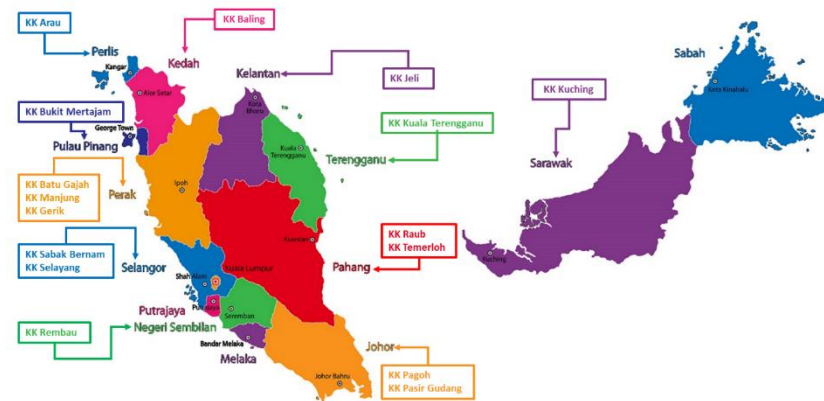 KK Arau
KK Baling
Perlis
Kangar
Kedah
Alor Setar
Kelantan
KK Jeli
Kota
Bharu
Sabah
Kota Kinabalu
KK Kuching
KK Bukit Mertajam
George Town
Pulau Pinang
KK Kuala Terengganu
Kuala
Terengganu
Terengganu
Sarawak
KK Batu Gajah
KK Manjung
KK Gerik
Perak
Ipoh
Kuantan
KK Raub
KK Temerloh
Pahang
Kuching
KK Sabak Bernam
KK Selayang
Selangor
Shah Alam
Kuala Lumpur
Putrajaya
Putrajaya
KK Rembau
Negeri Sembilan
Seremban
Bandar Melaka
Melaka
Johor
Johor Bahru
KK Pagoh
KK Pasir Gudang